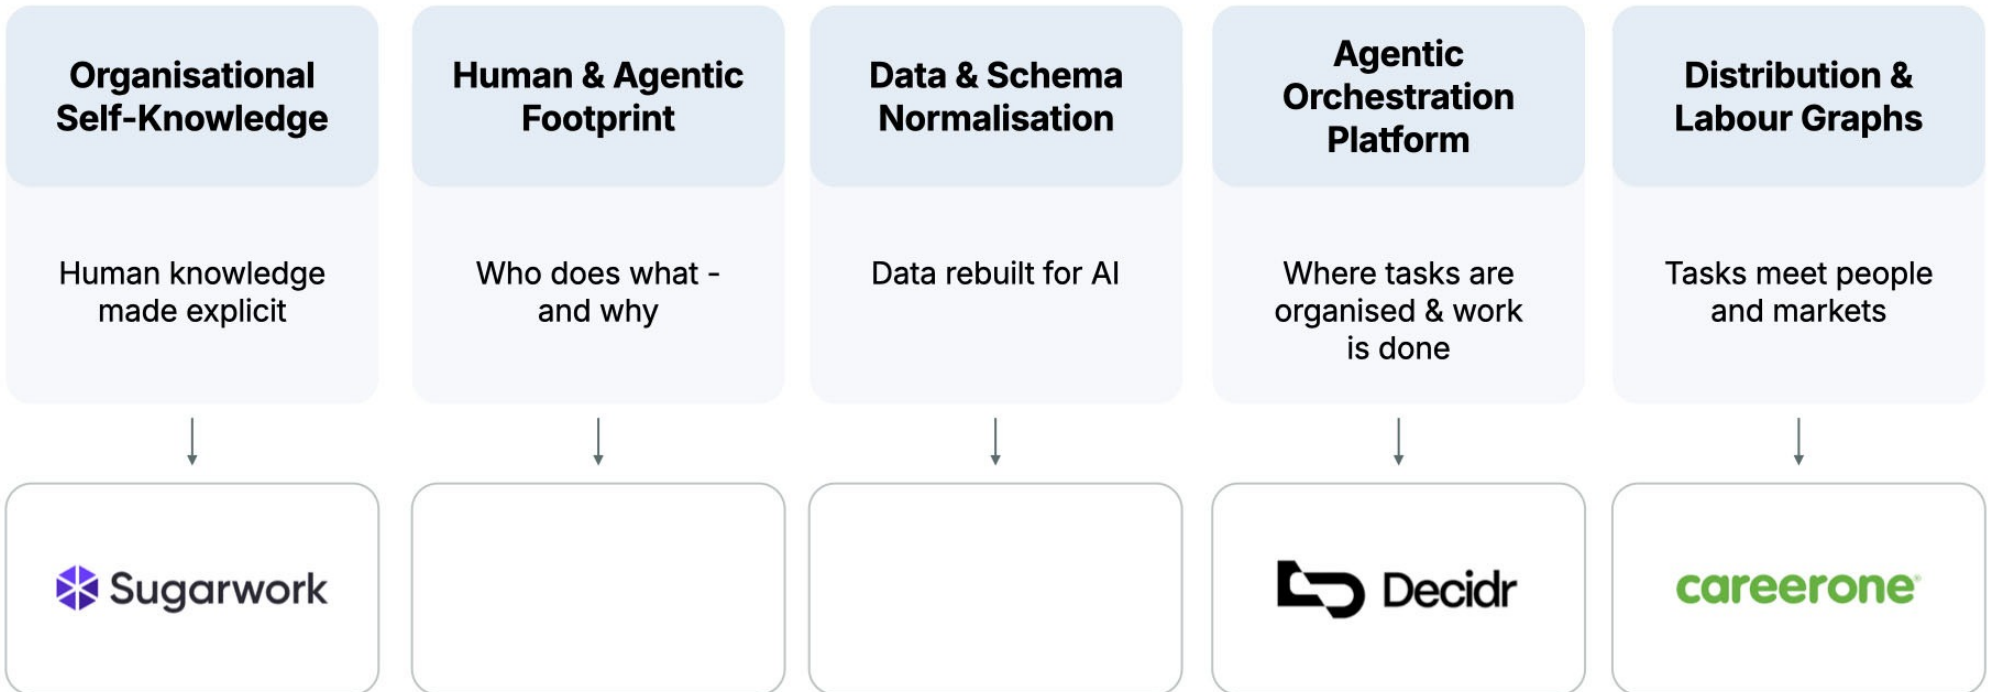 Organisational
Self-Knowledge
Human knowledge
made explicit
Sugarwork
Human & Agentic
Footprint
Who does what -
and why
Data & Schema
Normalisation
Data rebuilt for AI
Agentic
Orchestration
Platform
Where tasks are
organised & work
is done
Decidr
Distribution &
Labour Graphs
Tasks meet people
and markets
careerone®